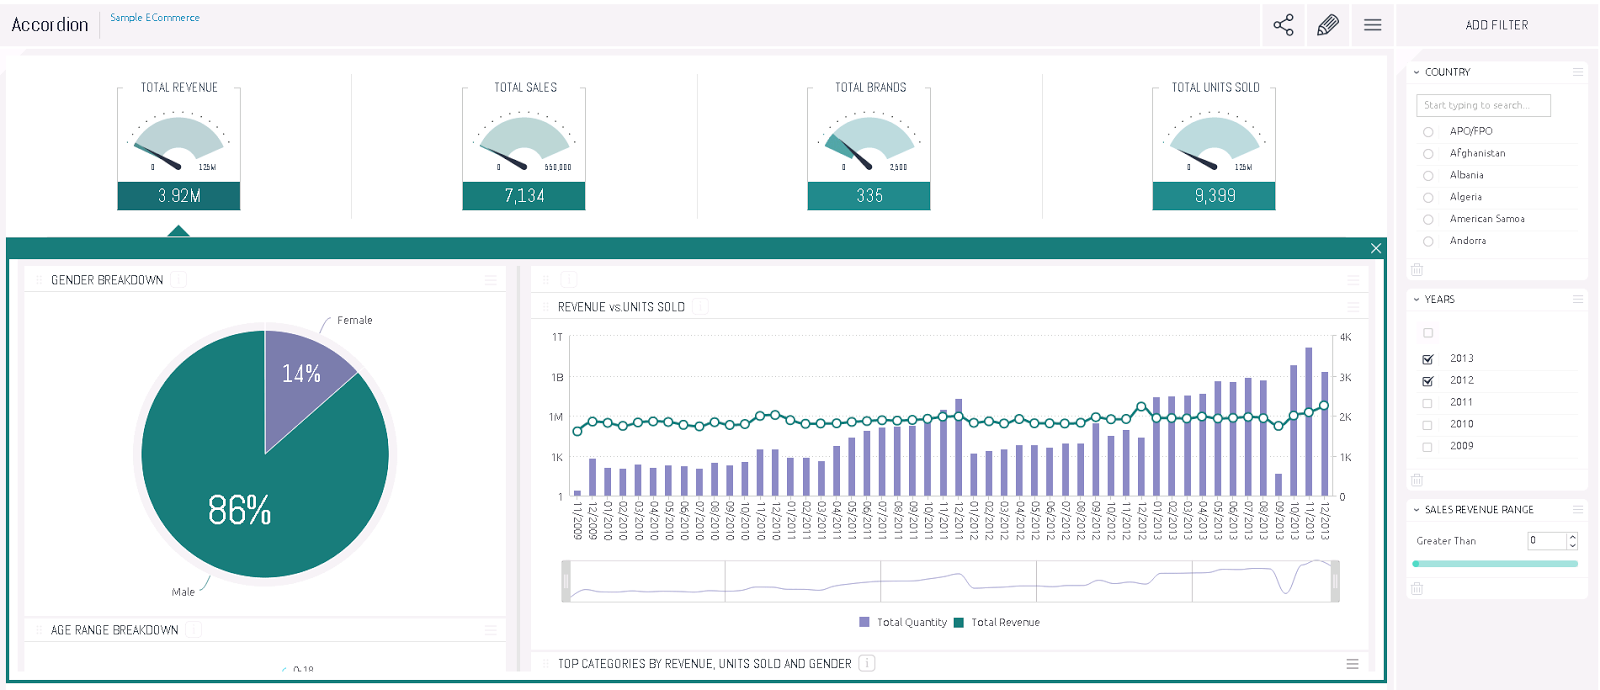 Accordion
Sample ECommerce
ADD FILTER
TOTAL REVENUE
0 125M
3.92M
TOTAL SALES
0 550,000
7,134
TOTAL BRANDS
0 2,500
335
TOTAL UNITS SOLD
0 125M
9,399
GENDER BREAKDOWN
Female
14%
86%
Male
AGE RANGE BREAKDOWN
0-18
REVENUE vs.UNITS SOLD
1T
1B
1M
1K
1
4K
3K
2K
1K
0
11/2009
12/2009
01/2010
02/2010
03/2010
04/2010
05/2010
06/2010
07/2010
08/2010
09/2010
10/2010
11/2010
12/2010
01/2011
02/2011
03/2011
04/2011
05/2011
06/2011
07/2011
08/2011
09/2011
10/2011
11/2011
12/2011
01/2012
02/2012
03/2012
04/2012
05/2012
06/2012
07/2012
08/2012
09/2012
10/2012
11/2012
12/2012
01/2013
02/2013
03/2013
04/2013
05/2013
06/2013
07/2013
08/2013
09/2013
10/2013
11/2013
12/2013
Total Quantity Total Revenue
TOP CATEGORIES BY REVENUE, UNITS SOLD AND GENDER i
COUNTRY
Start typing to search...
APO/FPO
Afghanistan
Albania
Algeria
American Samoa
Andorra
YEARS
2013
2012
2011
2010
2009
SALES REVENUE RANGE
Greater Than 0